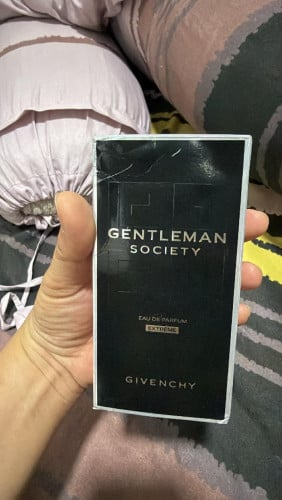 GENTLEMAN
SOCIETY
EAU DE PARFUM
EXTRÊME
GIVENCHY